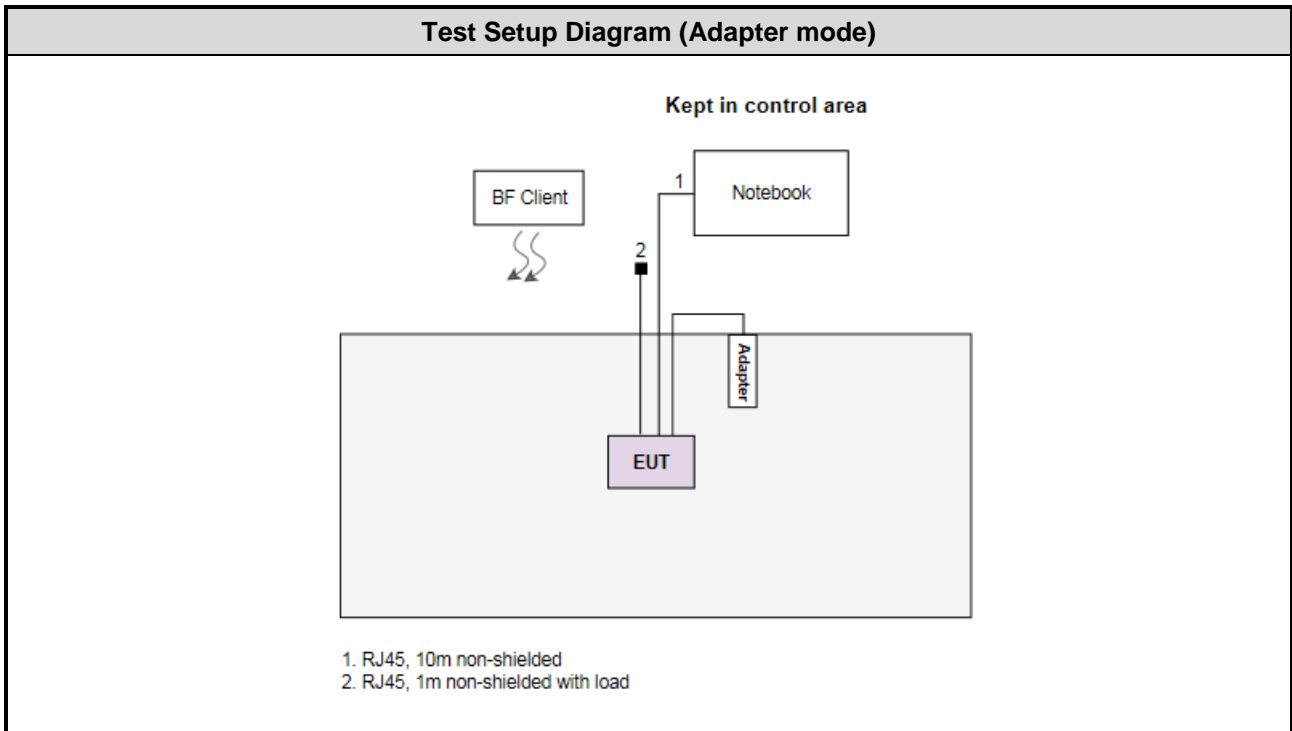 Test Setup Diagram (Adapter mode)
Kept in control area
BF Client
1
Notebook
2
Adapter
EUT
1. RJ45, 10m non-shielded
2. RJ45, 1m non-shielded with load